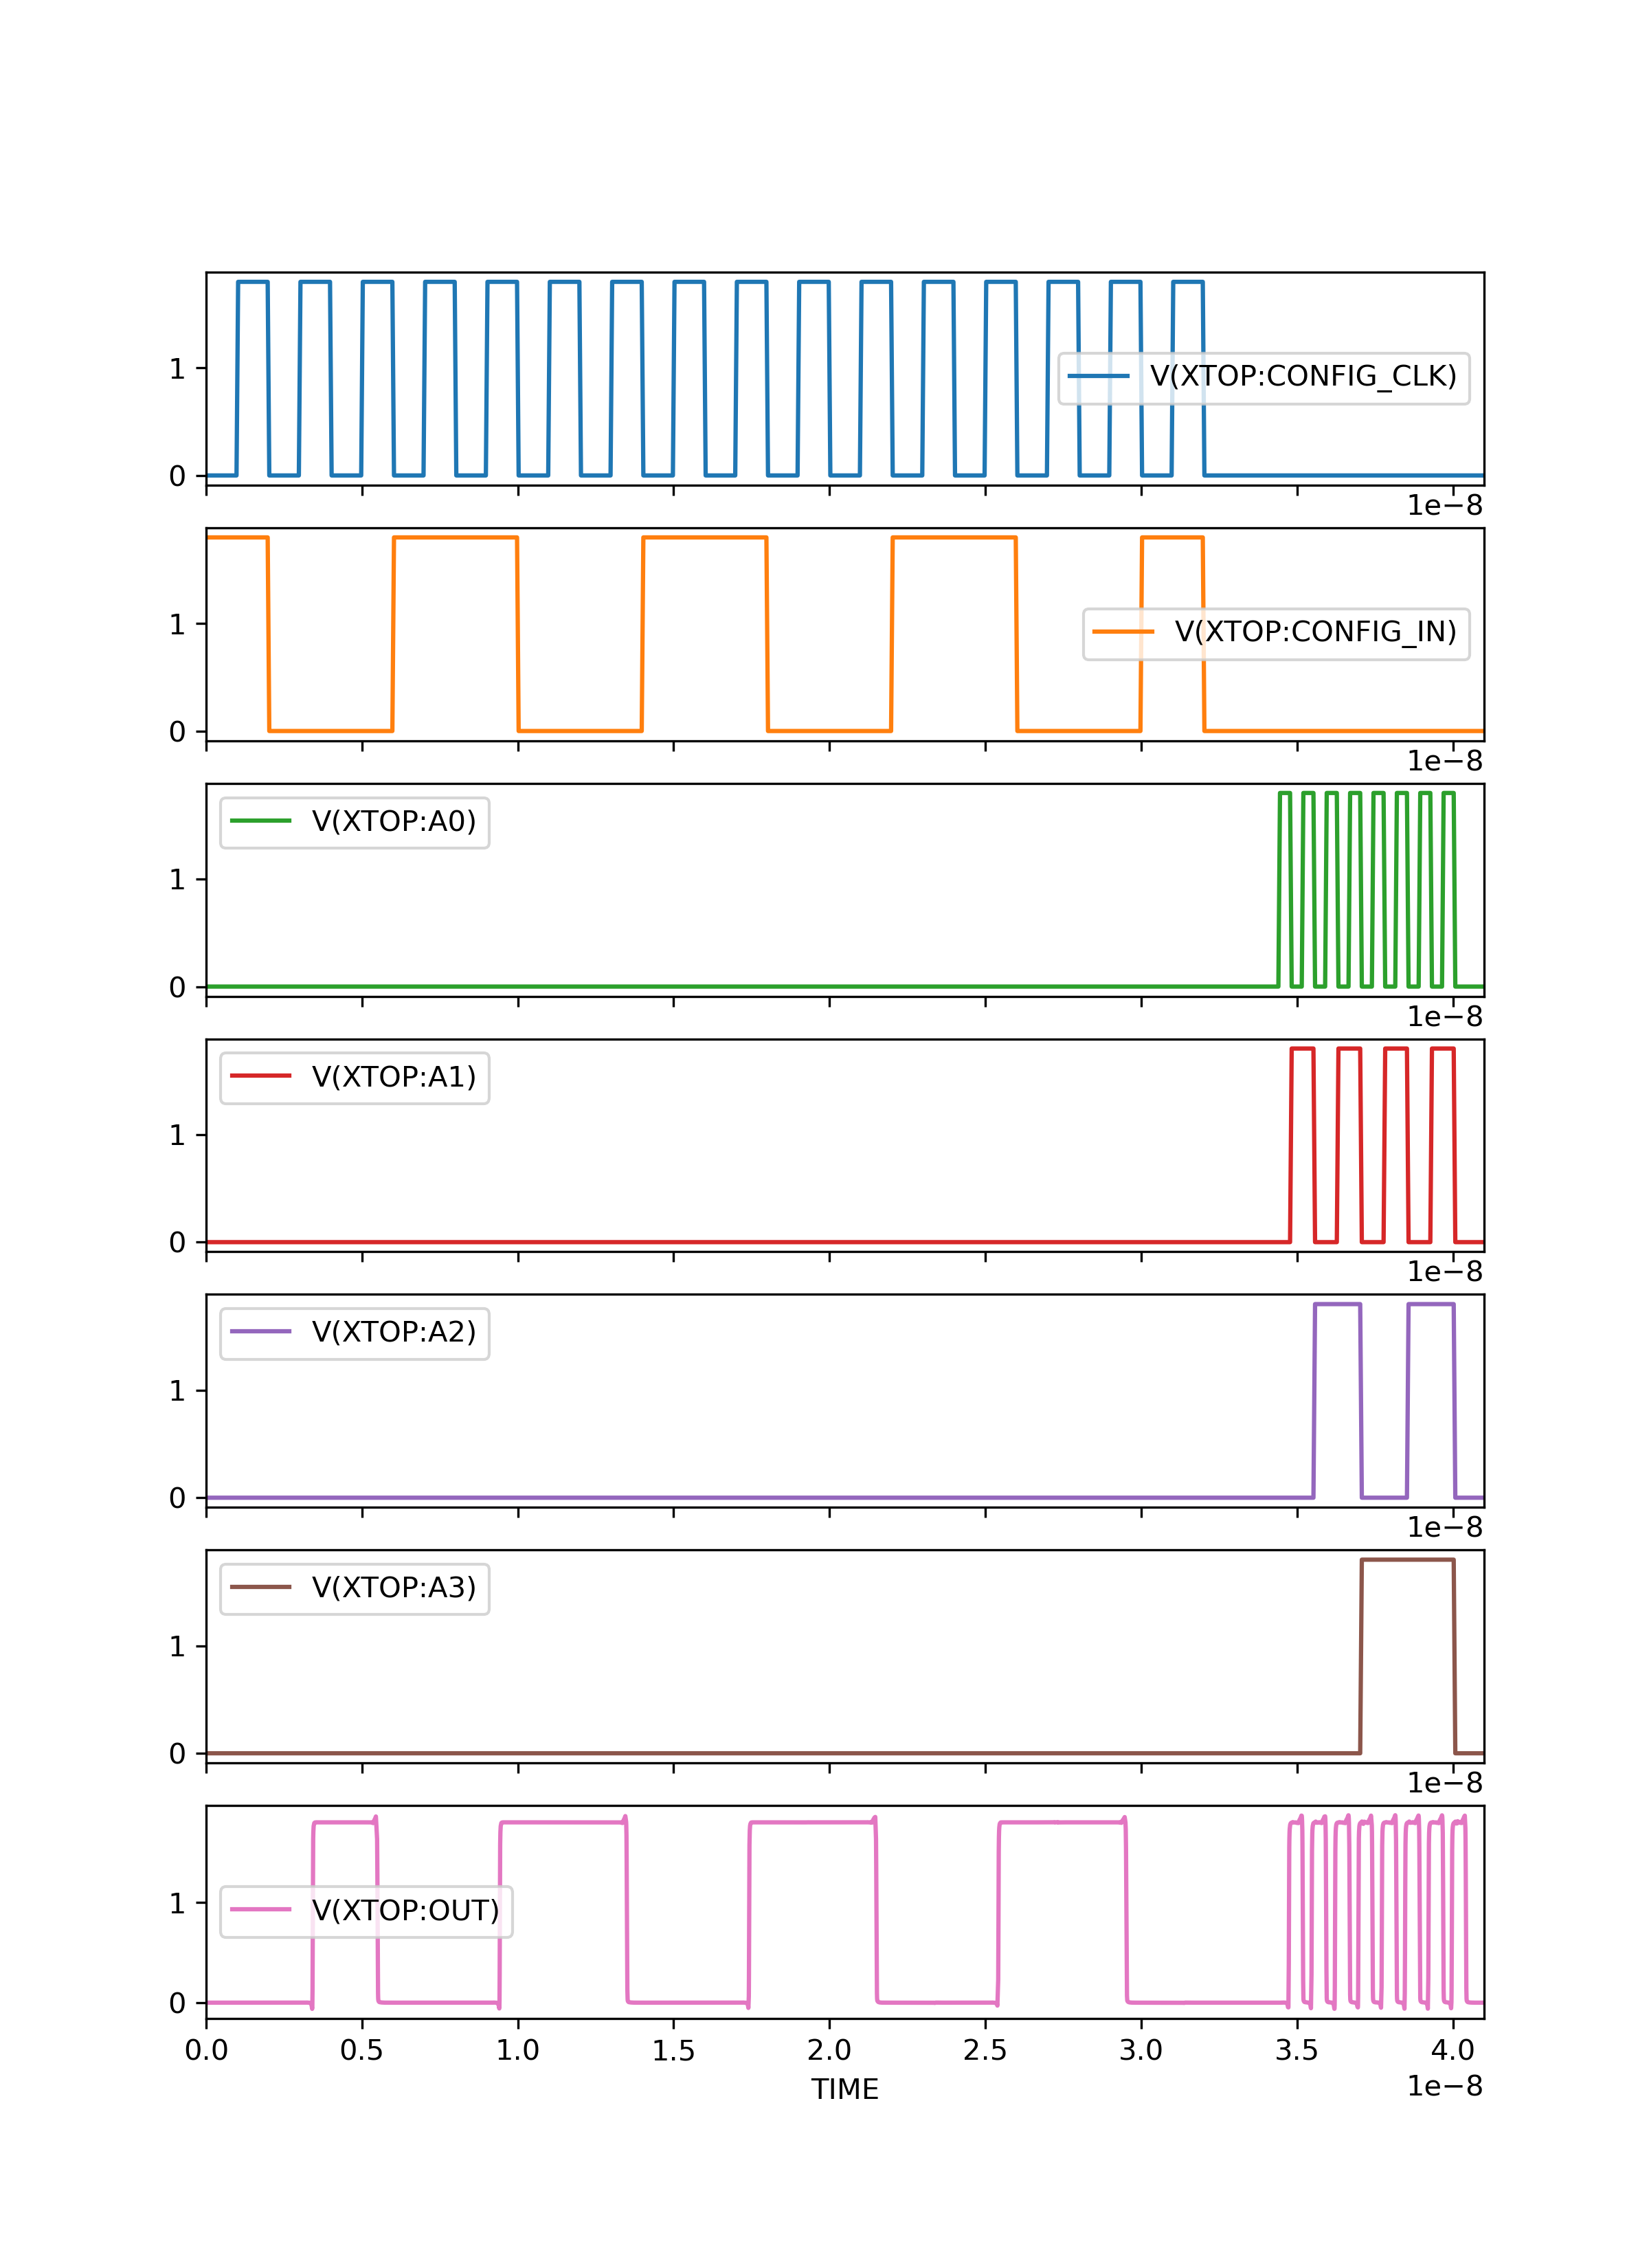 1
V(XTOP:CONFIG_CLK)
0
1e−8
1
V(XTOP:CONFIG_IN)
0
1e−8
V(XTOP:A0)
1
0
1e−8
V(XTOP:A1)
1
0
1e−8
V(XTOP:A2)
1
0
1e−8
V(XTOP:A3)
1
0
1e−8
1
V(XTOP:OUT)
0
0.0 0.5 1.0 1.5 2.0 2.5 3.0 3.5 4.0
TIME
1e−8